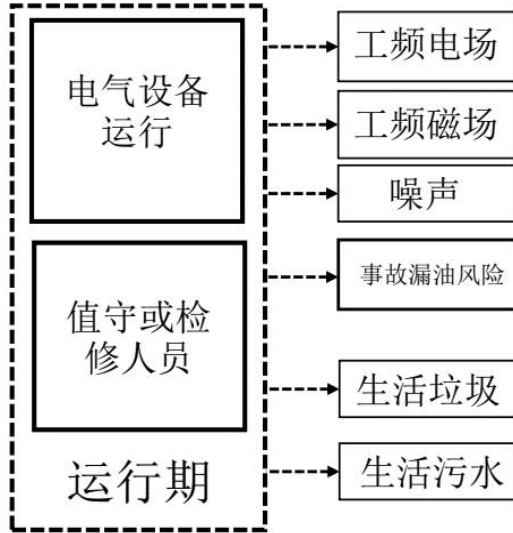 电气设备
运行
值守或检
修人员
运行期
工频电场
工频磁场
噪声
事故漏油风险
生活垃圾
生活污水